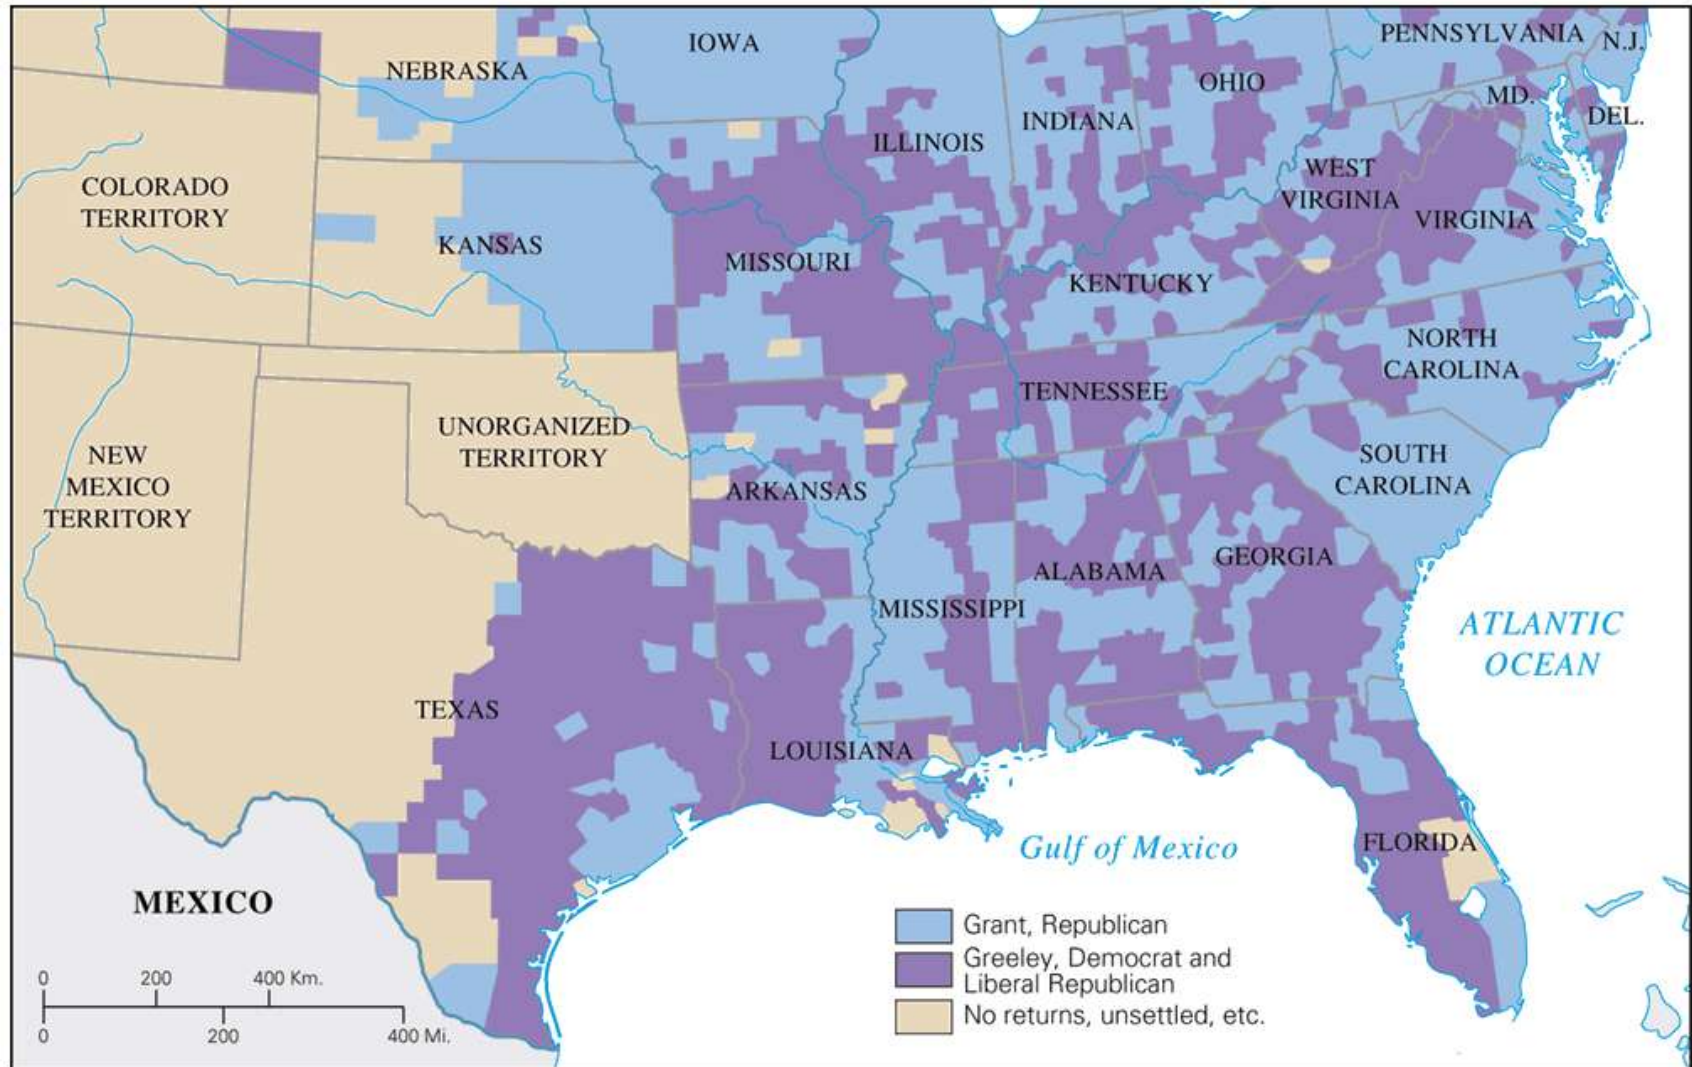 IOWA
PENNSYLVANIA
N.J.
NEBRASKA
OHIO
MD.
DEL.
INDIANA
ILLINOIS
WEST
VIRGINIA
COLORADO
TERRITORY
VIRGINIA
KANSAS
MISSOURI
KENTUCKY
NORTH
CAROLINA
TENNESSEE
UNORGANIZED
TERRITORY
NEW
MEXICO
TERRITORY
SOUTH
CAROLINA
ARKANSAS
GEORGIA
ALABAMA
MISSISSIPPI
ATLANTIC
OCEAN
TEXAS
LOUISIANA
FLORIDA
Gulf of Mexico
MEXICO
Grant, Republican
Greeley, Democrat and
Liberal Republican
No returns, unsettled, etc.
0 200 400 Km.
0 200 400 Mi.